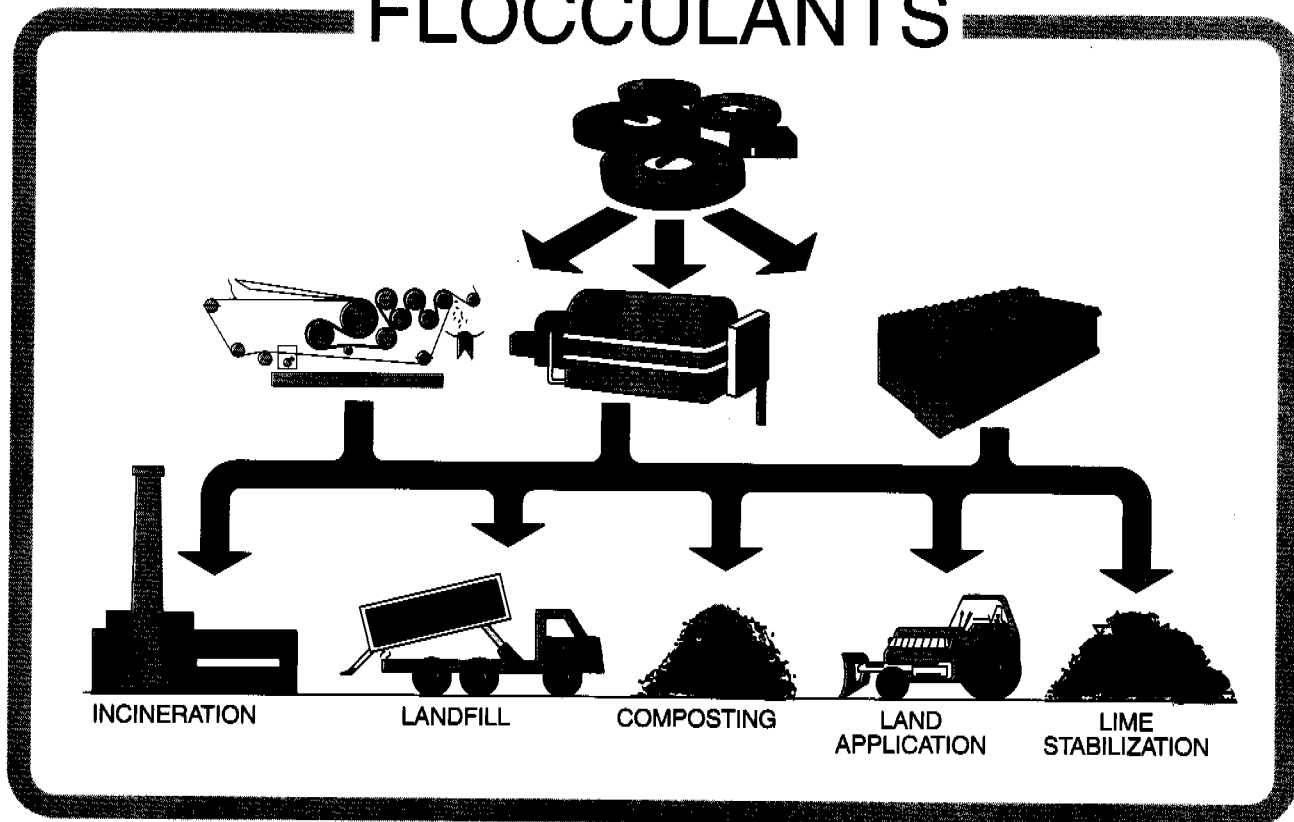 FLOCCULANTS
INCINERATION
LANDFILL
COMPOSTING
LAND
APPLICATION
LIME
STABILIZATION